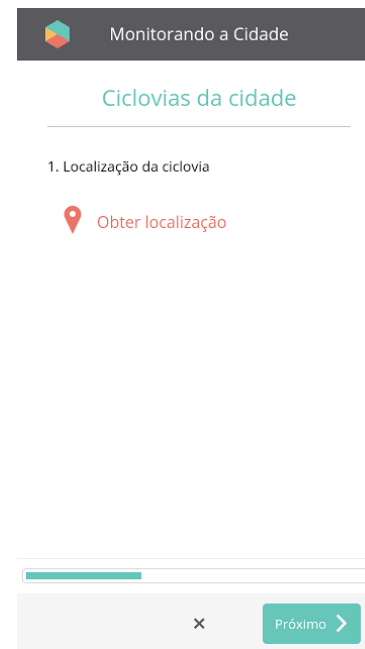 Monitorando a Cidade
Ciclovias da cidade
1. Localização da ciclovia
Obter localização
Próximo